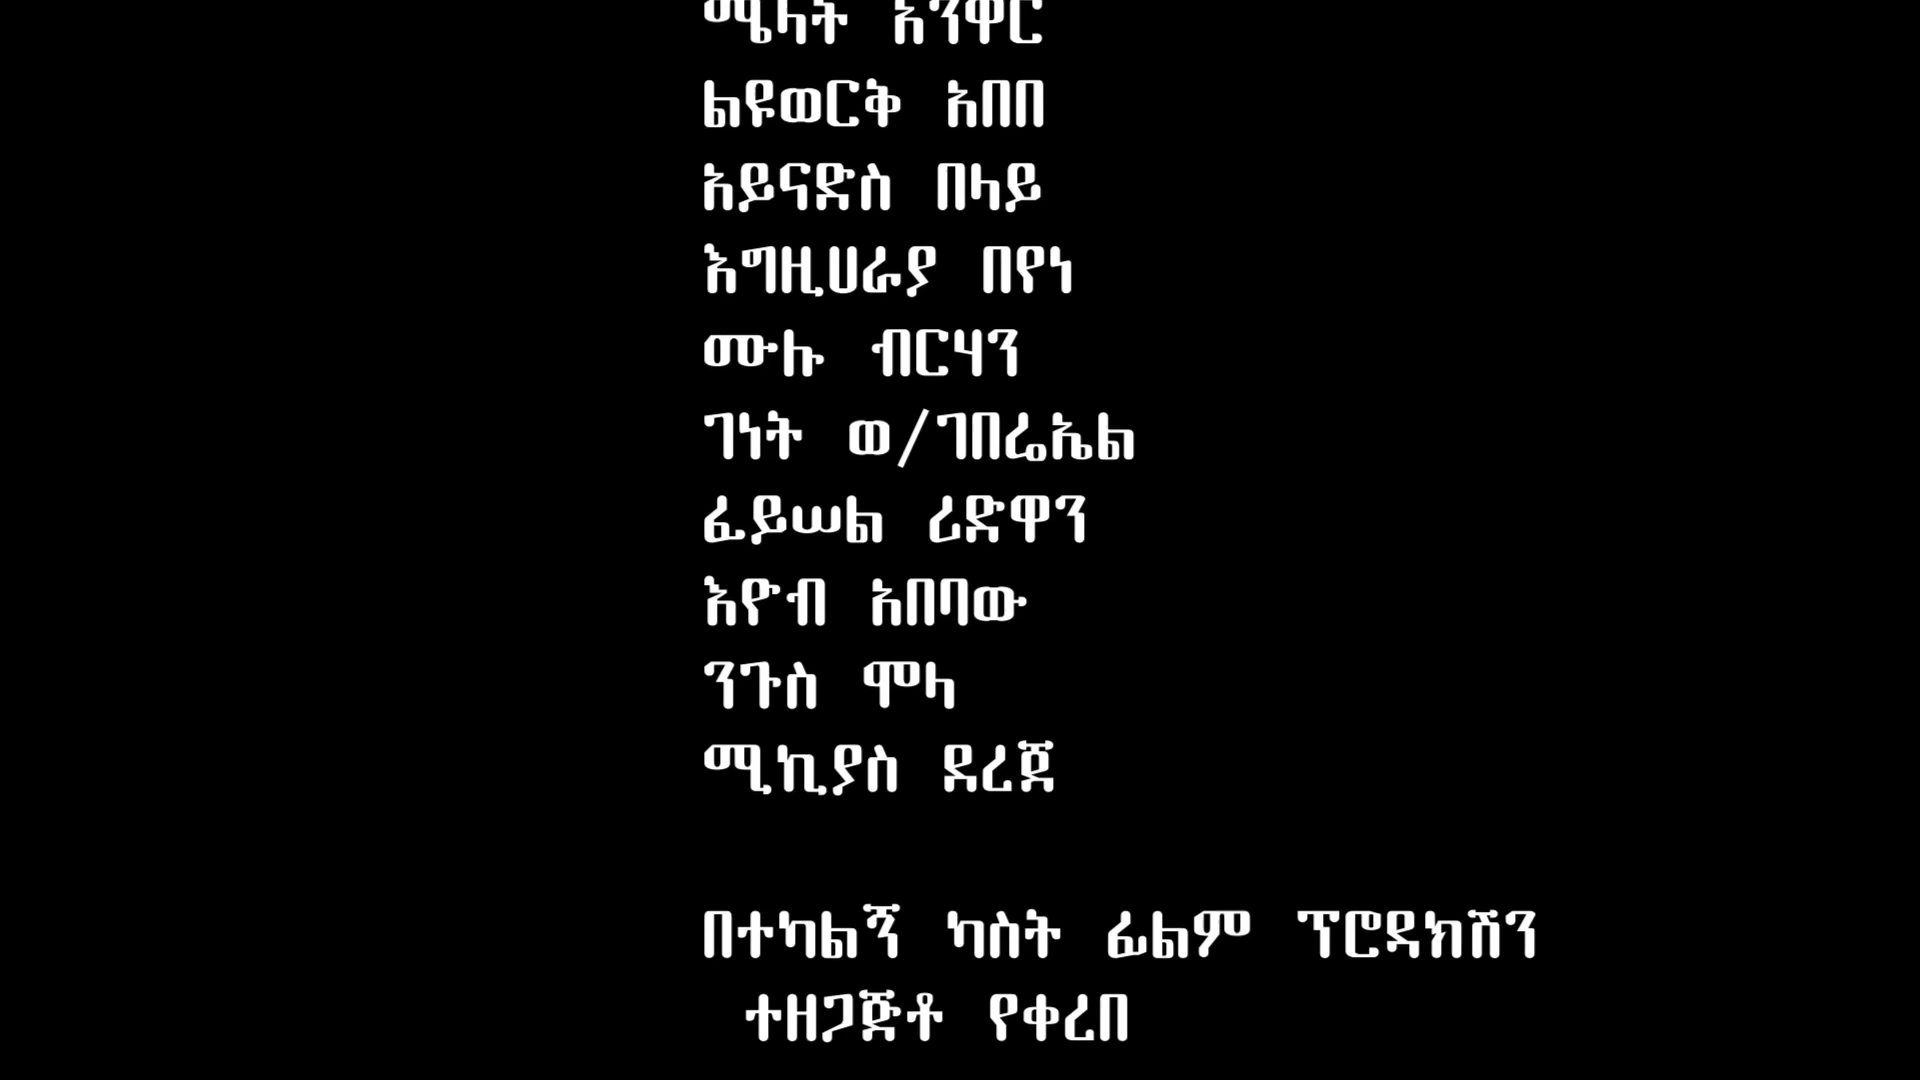 ሜላት አንዋር
ልዩወርቅ አበበ
አይናድስ በላይ
እግዚሀራያ በየነ
ሙሉ ብርሃን
ገነት ወ/ገበሬኤል
ፈይሠል ሪድዋን
እዮብ አበባው
ንጉስ ሞላ
ሚኪያስ ደረጀ
በተካልኝ ካስት ፊልም ፕሮዳክሽን
ተዘጋጅቶ የቀረበ